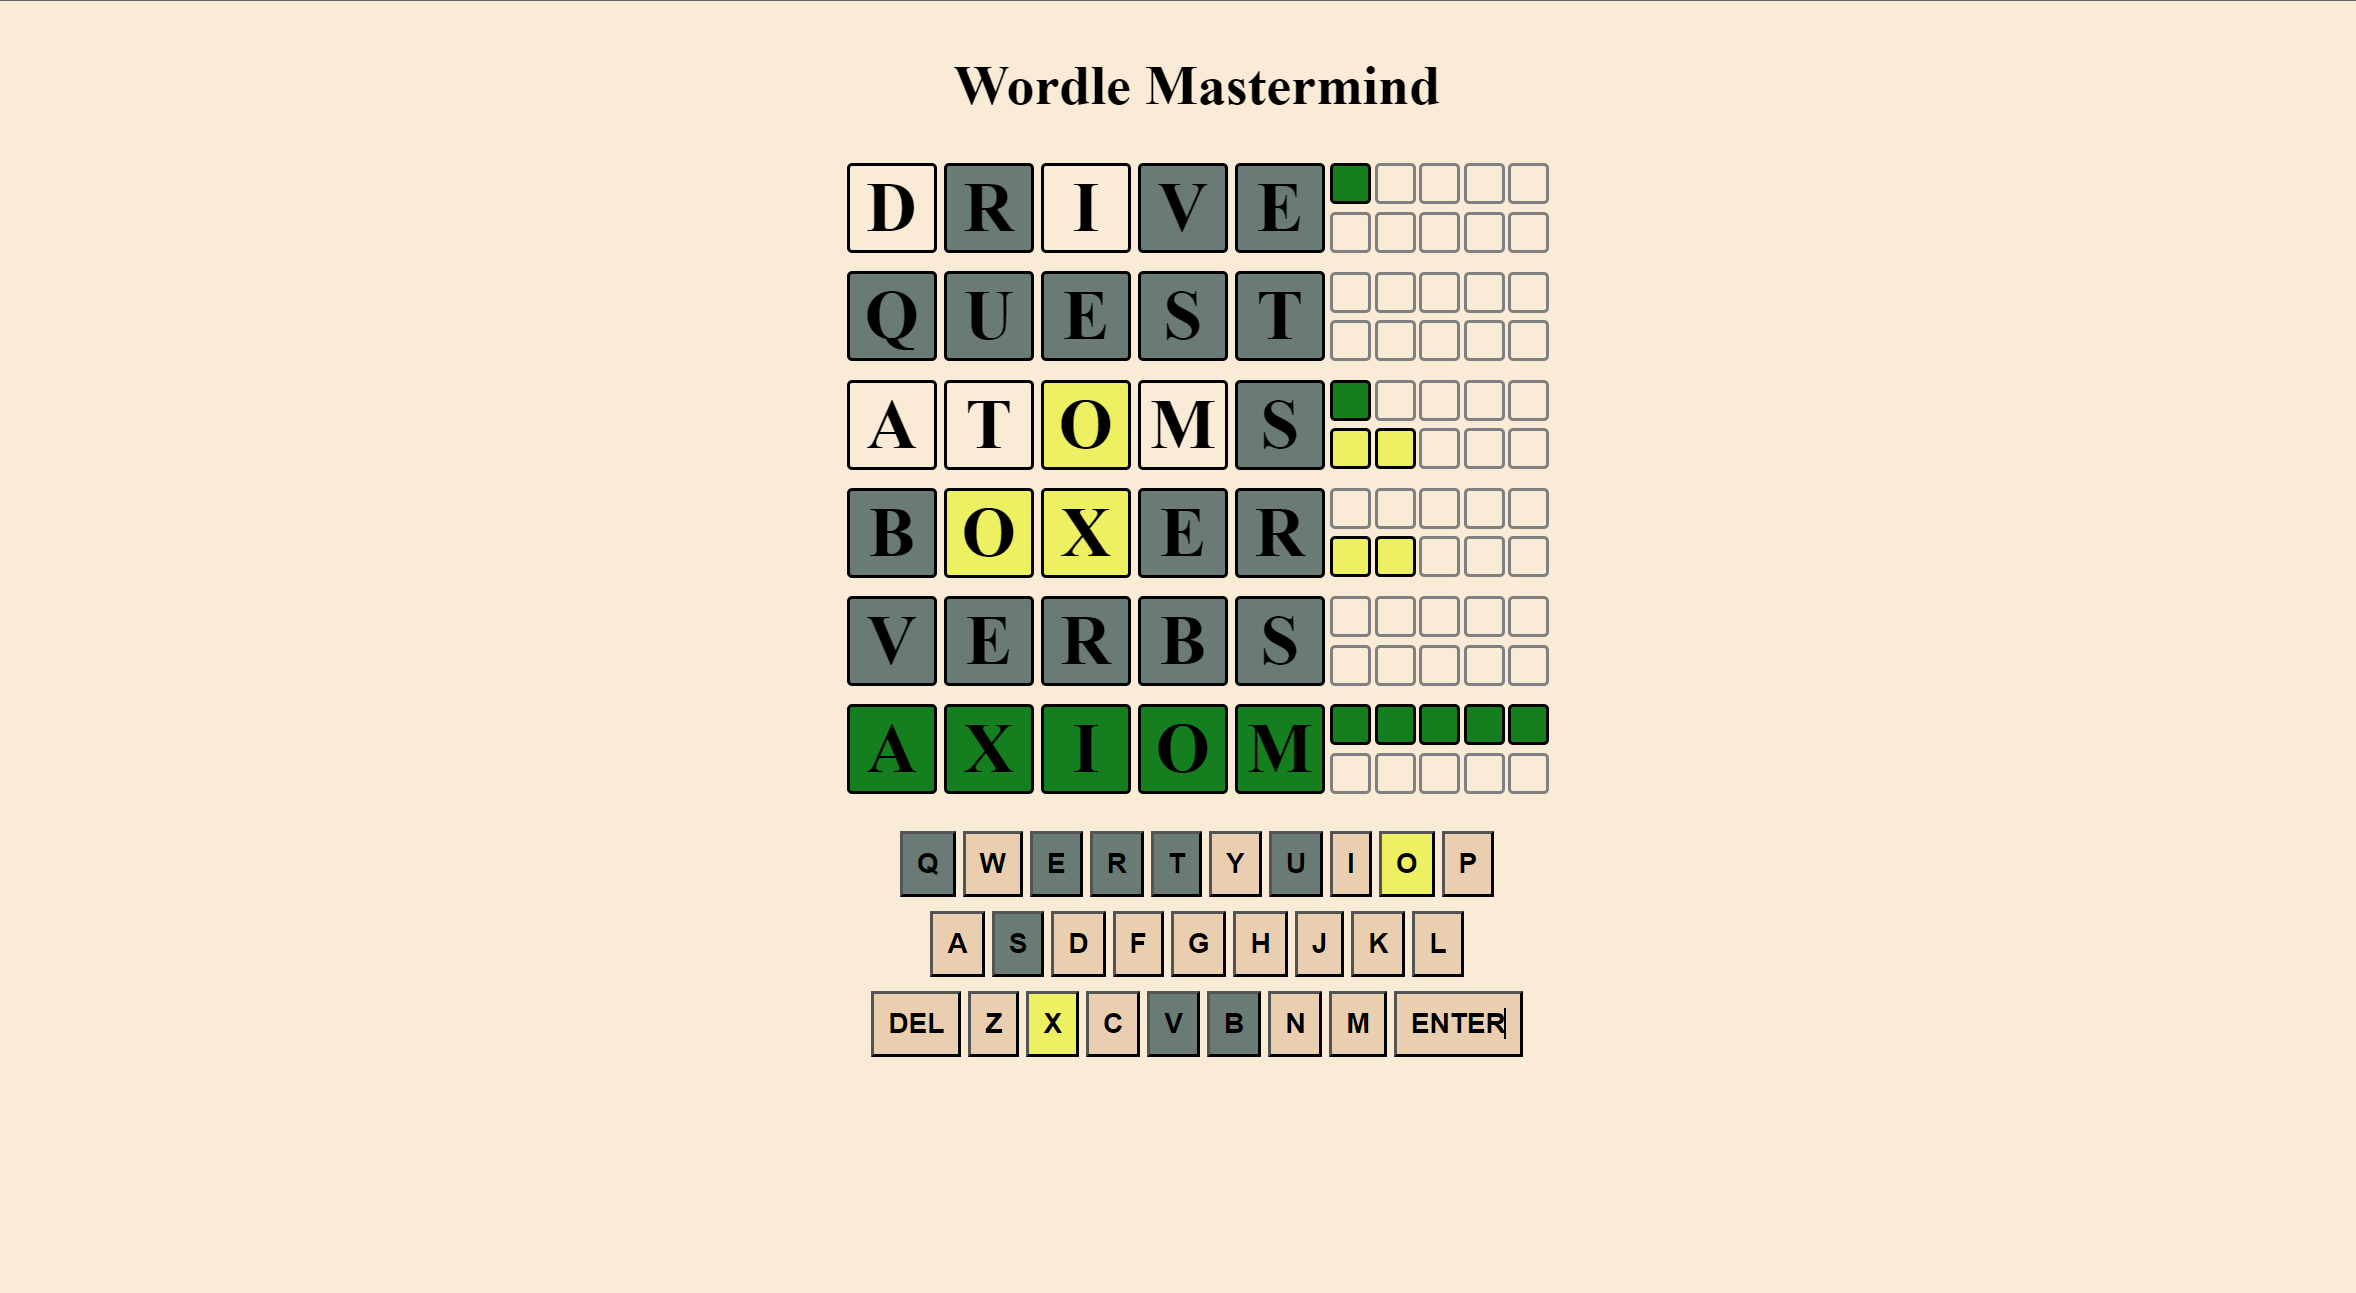 Wordle Mastermind
D R I V E
Q U E S T
A T O M S
B O X E R
V E R B S
A X I O M
Q W E R T Y U I O P
A S D F G H J K L
DEL Z X C V B N M ENTER